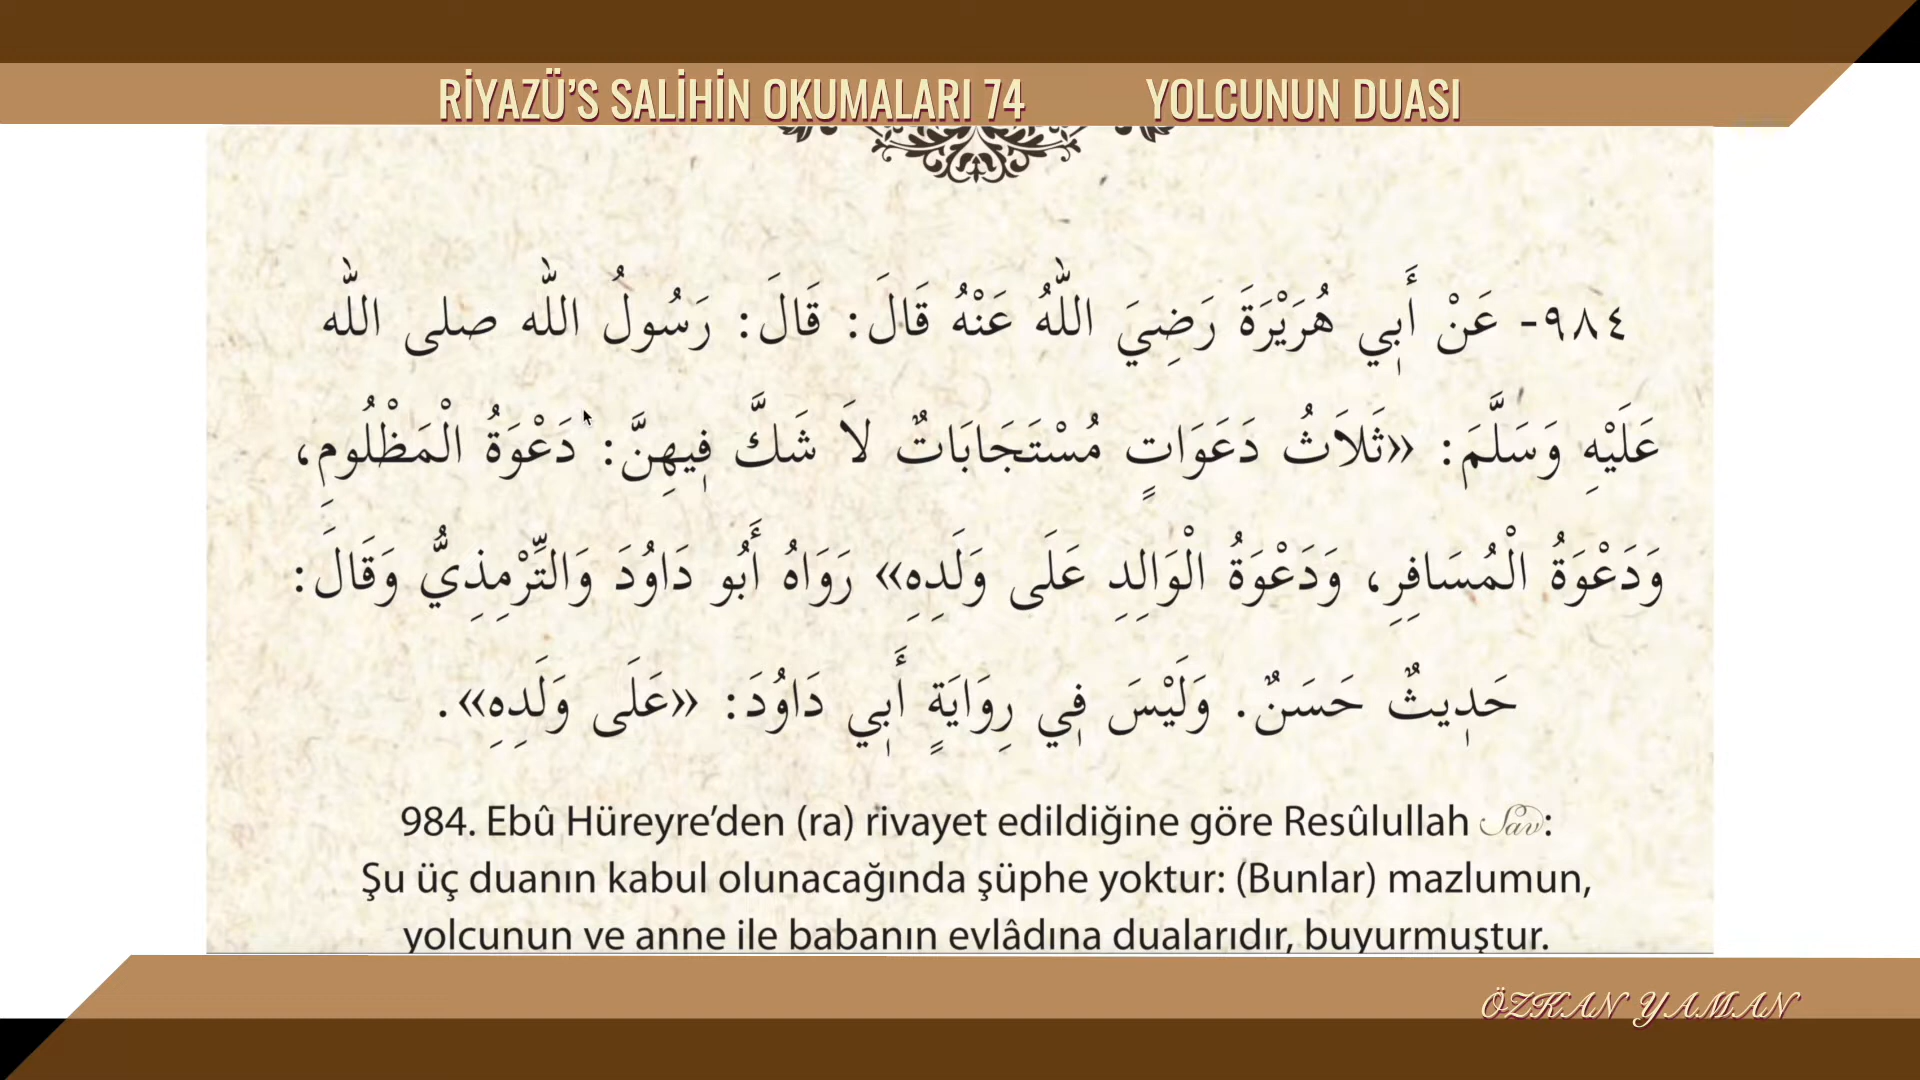 RİYAZÜ'S SALİHİN OKUMALARI 74 YOLCUNUN DUASI
٩٨٤- عَنْ أَبِي هُرَيْرَةَ رَضِيَ اللّٰهُ عَنْهُ قَالَ: قَالَ: رَسُولُ اللّٰه صلى اللّٰه
عَلَيْهِ وَسَلَّمَ: «ثَلاَثُ دَعَوَاتٍ مُسْتَجَابَاتٌ لاَ شَكَّ فِيهِنَّ: دَعْوَةُ الْمَظْلُومِ،
وَدَعْوَةُ الْمُسَافِرِ، وَدَعْوَةُ الْوَالِدِ عَلَى وَلَدِهِ» رَوَاهُ أَبُو دَاوُدَ وَالتِّرْمِذِيُّ وَقَالَ:
حَدِيثٌ حَسَنٌ. وَلَيْسَ فِي رِوَايَةِ أَبِي دَاوُدَ: «عَلَى وَلَدِهِ».
984. Ebû Hüreyre’den (ra) rivayet edildiğine göre Resûlullah Sav:
Şu üç duanın kabul olunacağında şüphe yoktur: (Bunlar) mazlumun,
yolcunun ve anne ile babanın evlâdına dualarıdır, buyurmuştur.
ÖZKAN YAMAN